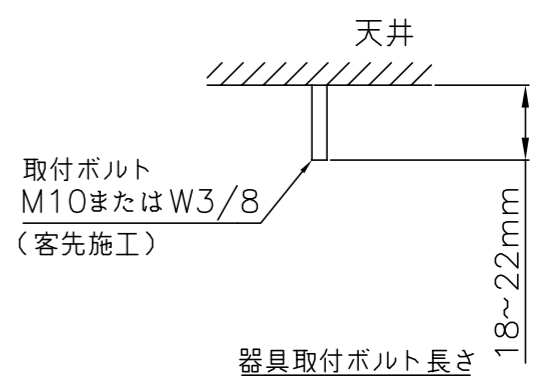 天井
取付ボルト
M10またはW3/8
（客先施工）
18~22mm
器具取付ボルト長さ